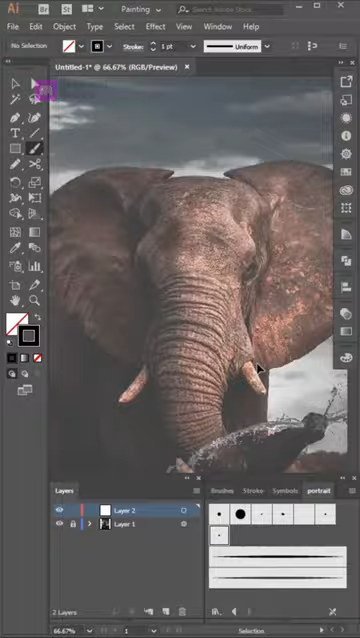 Ai Br St Painting Search Adobe Stock
File Edit Object Type Select Effect View Window Help
No Selection Stroke: 1 pt Uniform
Untitled-1* @ 66.67% (RGB/Preview) ×
Layers
Layer 2
Layer 1
2 Layers
Brushes Stroke Symbols portrait
66.67% 1 Selection